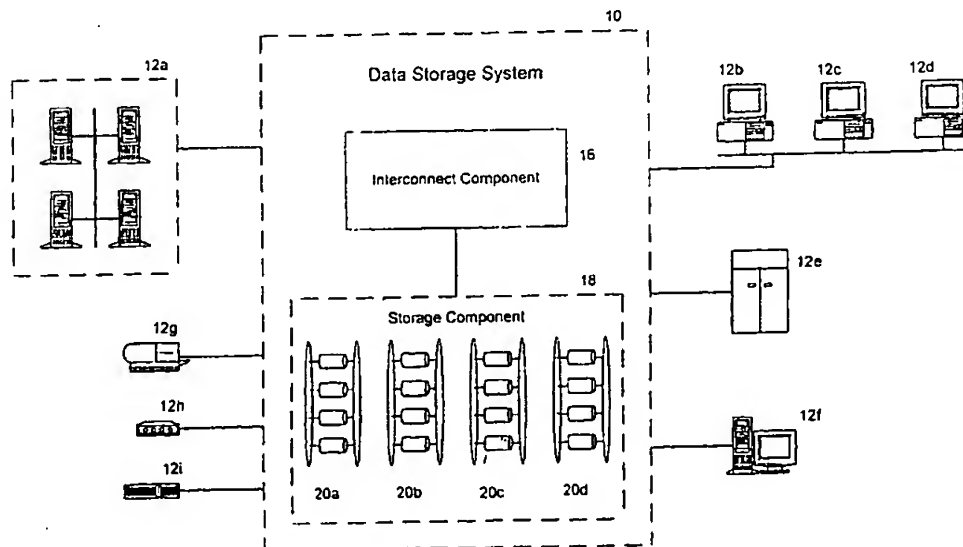 10
12a
Data Storage System
12b
12c
12d
16
Interconnect Component
12e
18
Storage Component
12g
12h
12f
12i
20a
20b
20c
20d